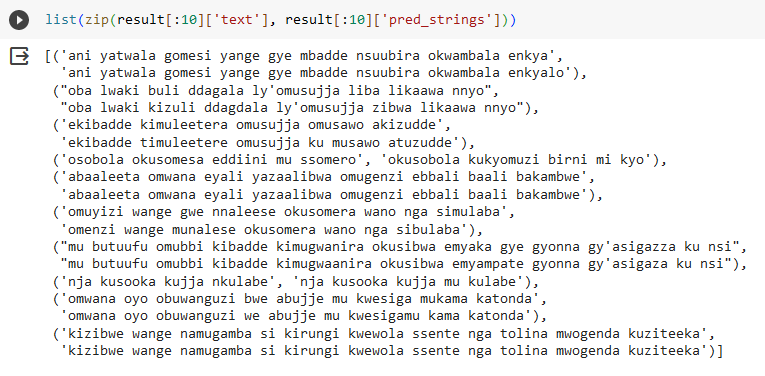 list(zip(result[:10]['text'], result[:10]['pred_strings']))
[('ani yatwala gomesi yange gye mbadde nsuubira okwambala enkya',
'ani yatwala gomesi yange gye mbadde nsuubira okwambala enkyalo'),
("oba lwaki buli ddagala ly'omusujja liba likaawa nnyo",
"oba lwaki kizuli ddagdala ly'omusujja zibwa likaawa nnyo"),
('ekibadde kimuleetera omusujja omusawo akizudde',
'ekibadde timuleetere omusujja ku musawo atuzudde'),
('osobola okusomesa eddiini mu ssomero', 'okusobola kukyomuzi birni mi kyo'),
('abaaleeta omwana eyali yazaalibwa omugenzi ebbali baali bakambwe',
'abaaleeta omwana eyali yazaalibwa omugenzi ebbali baali bakambwe'),
('omuyizi wange gwe nnaleese okusomera wano nga simulaba',
'omenzi wange munalese okusomera wano nga sibulaba'),
("mu butuufu omubbi kibadde kimugwanira okusibwa emyaka gye gyonna gy'asigazza ku nsi",
"mu butuufu omubbi kibadde kimugwaanira okusibwa emyampate gyonna gy'asigaza ku nsi"),
('nja kusooka kujja nkulabe', 'nja kusooka kujja mu kulabe'),
('omwana oyo obuwanguzi bwe abujje mu kwesiga mukama katonda',
'omwana oyo obuwanguzi we abujje mu kwesigamu kama katonda'),
('kizibwe wange namugamba si kirungi kwewola ssente nga tolina mwogenda kuziteeka',
'kizibwe wange namugamba si kirungi kwewola ssente nga tolina mwogenda kuziteeka')]